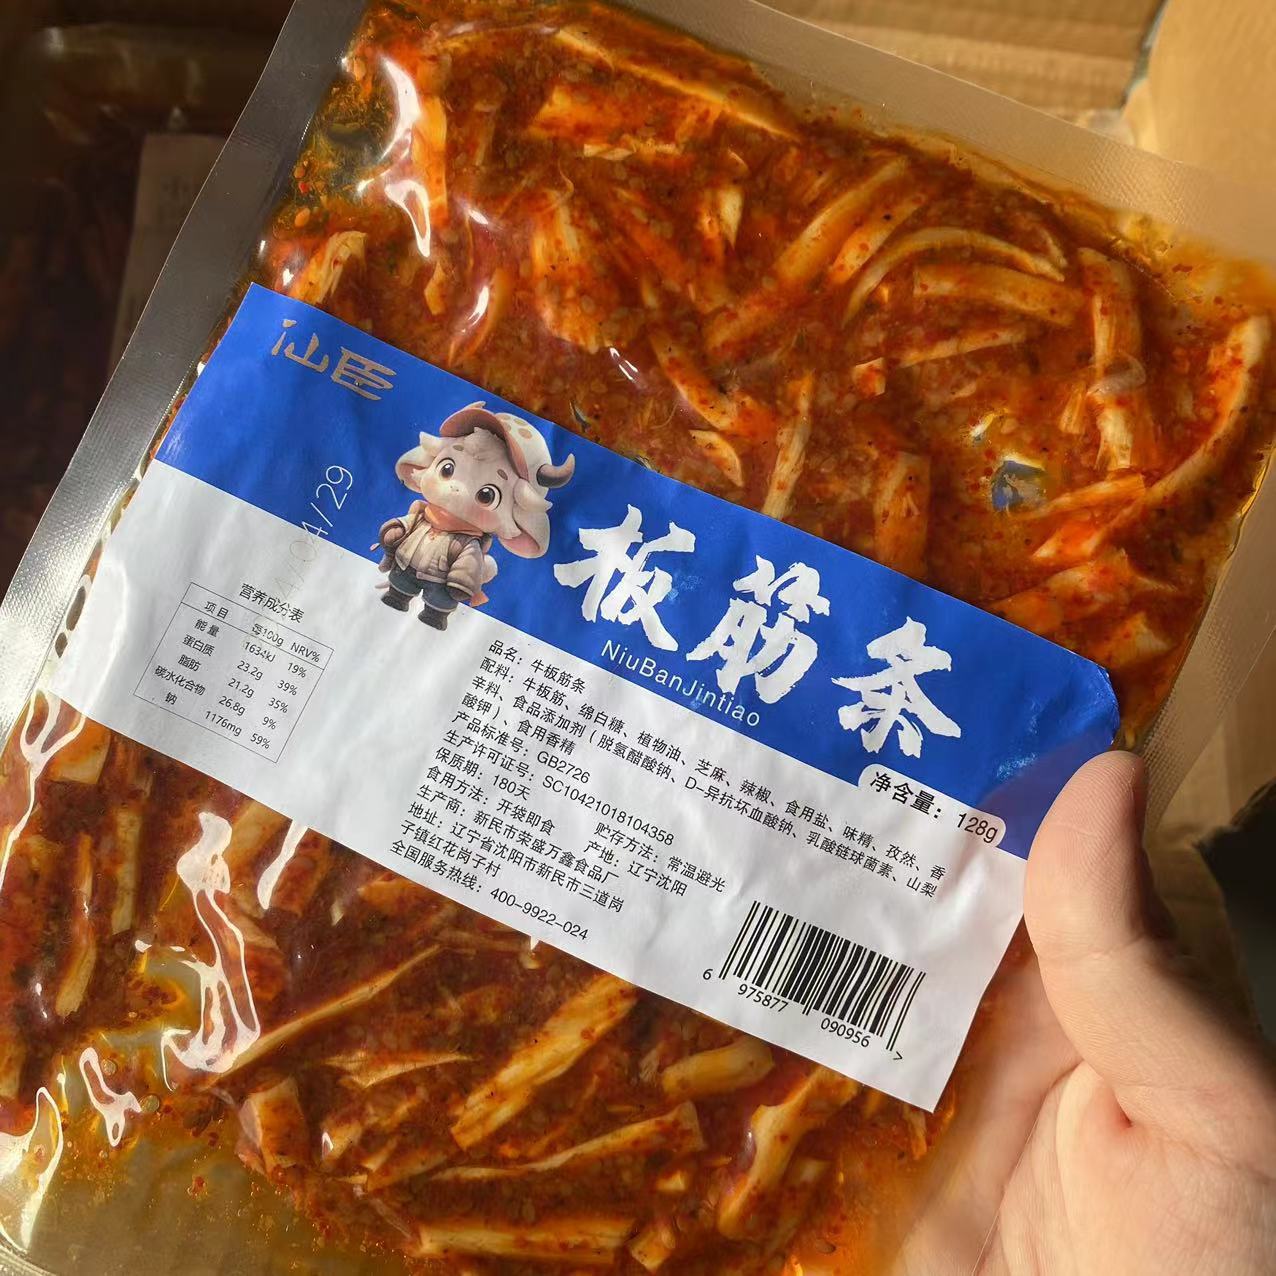 汕臣
板筋条
NiuBanJintiao
净含量：128g
/04/29
营养成分表
项目 每100g NRV%
能量 1634kJ 19%
蛋白质 23.2g 39%
脂肪 21.2g 35%
碳水化合物 26.8g 9%
钠 1176mg 59%
品名：牛板筋条
配料：牛板筋、绵白糖、植物油、芝麻、辣椒、食用盐、味精、孜然、香
辛料、食品添加剂（脱氢醋酸钠、D-异抗坏血酸钠、乳酸链球菌素、山梨
酸钾）、食用香精
产品标准号：GB2726
生产许可证号：SC10421018104358
保质期：180天 贮存方法：常温避光
食用方法：开袋即食 产地：辽宁沈阳
生产商：新民市荣盛万鑫食品厂
地址：辽宁省沈阳市新民市三道岗
子镇红花岗子村
全国服务热线：400-9922-024
6 975877 090956 >